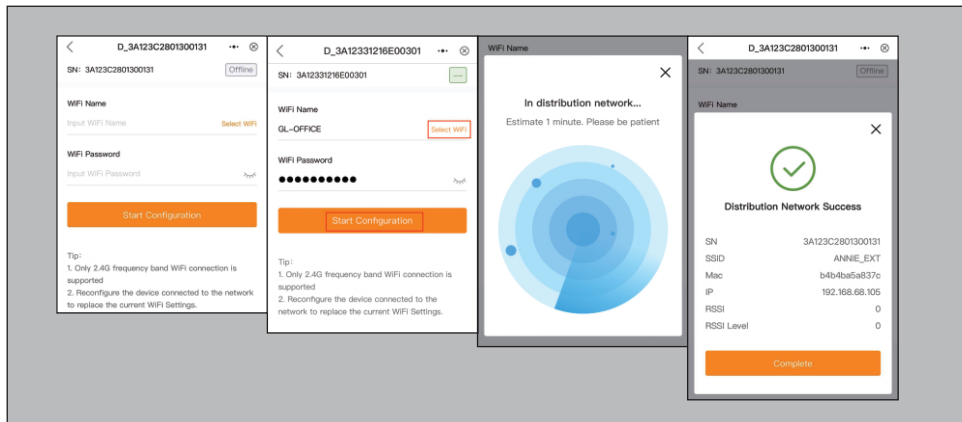 D_3A123C2801300131
SN: 3A123C2801300131
Offline
WiFi Name
Input WiFi Name
Select WiFi
WiFi Password
Input WiFi Password
Start Configuration
Tip:
1. Only 2.4G frequency band WiFi connection is
supported
2. Reconfigure the device connected to the network
to replace the current WiFi Settings.
D_3A12331216E00301
SN: 3A12331216E00301
WiFi Name
GL-OFFICE
Select WiFi
WiFi Password
●●●●●●●●●●
Start Configuration
Tip:
1. Only 2.4G frequency band WiFi connection is
supported
2. Reconfigure the device connected to the
network to replace the current WiFi Settings.
WiFi Name
In distribution network...
Estimate 1 minute. Please be patient
D_3A123C2801300131
SN: 3A123C2801300131
Offline
WiFi Name
Distribution Network Success
SN 3A123C2801300131
SSID ANNIE_EXT
Mac b4b4ba5a837c
IP 192.168.68.105
RSSI 0
RSSI Level 0
Complete